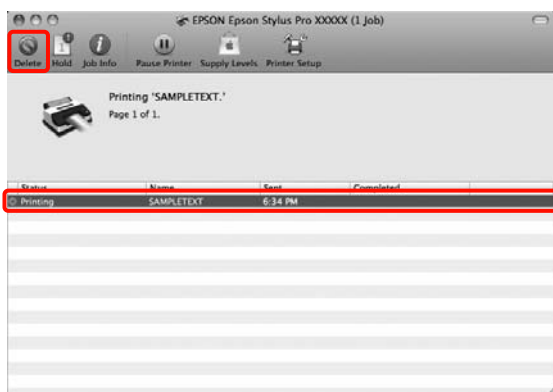 EPSON Epson Stylus Pro XXXXX (1 Job)
Delete Hold Job Info Pause Printer Supply Levels Printer Setup
Printing 'SAMPLETEXT.'
Page 1 of 1.
Status Name Sent Completed
Printing SAMPLETEXT 6:34 PM